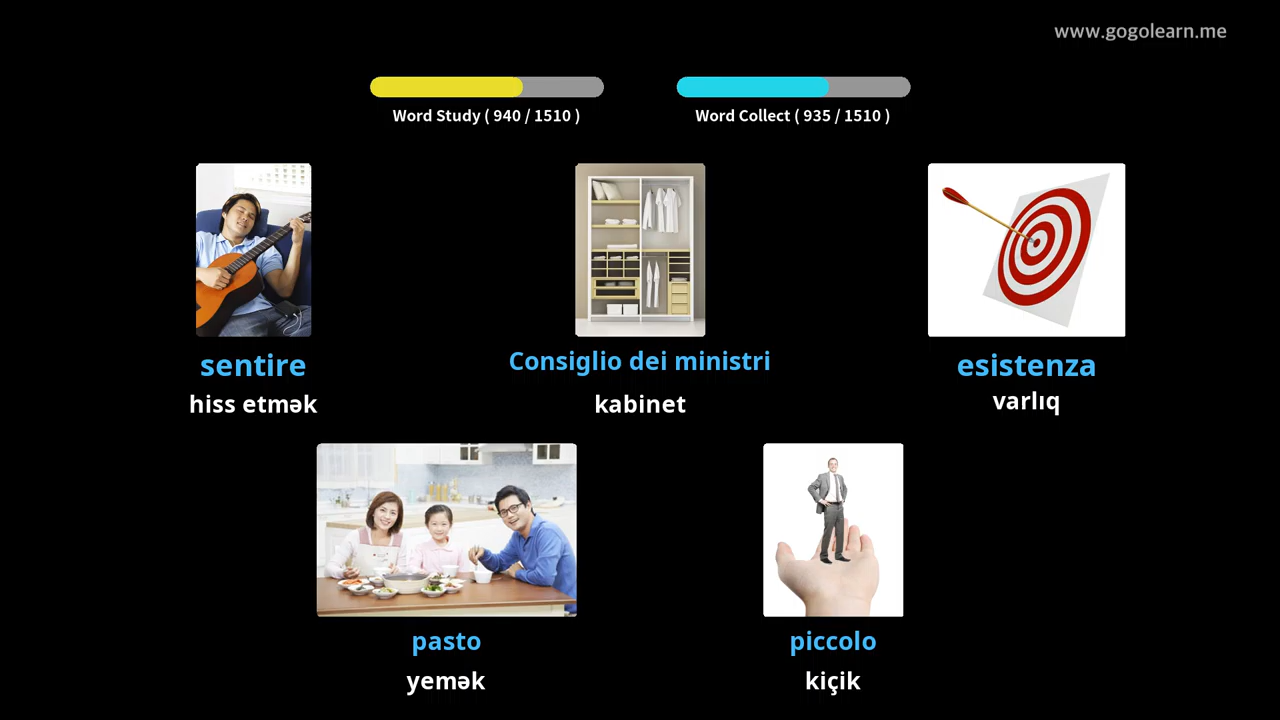 www.gogolearn.me
Word Study ( 940 / 1510 )
Word Collect ( 935 / 1510 )
sentire
hiss etmək
Consiglio dei ministri
kabinet
esistenza
varlıq
pasto
yemək
piccolo
kiçik